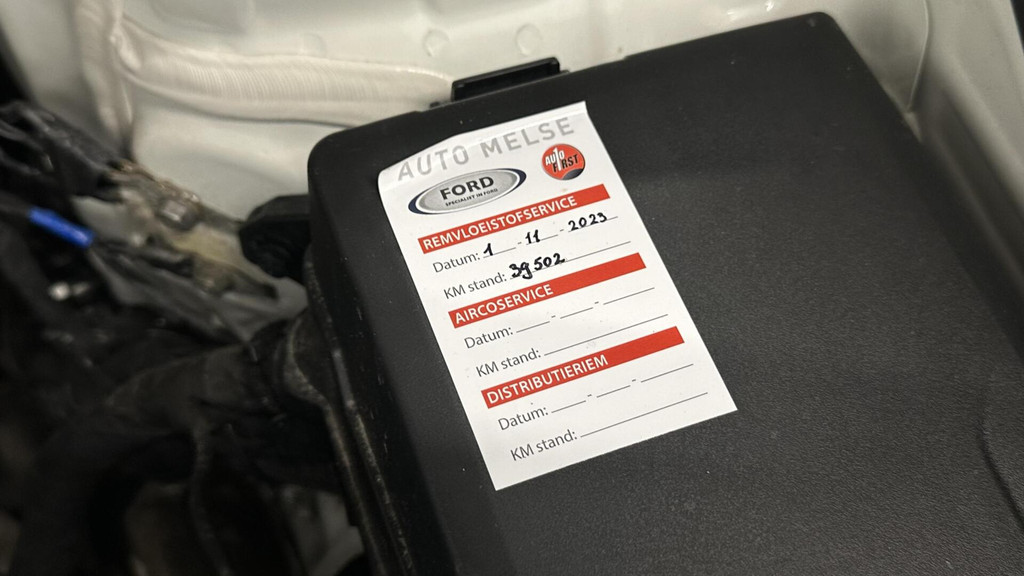 AUTO MELSE
FORD
SPECIALIST IN FORD
AUTO FIRST
REMVLOEISTOFSERVICE
Datum: 1 - 11 - 2023
KM stand: 39502
AIRCOSERVICE
Datum: - -
KM stand:
DISTRIBUTIERIEM
Datum: - -
KM stand: